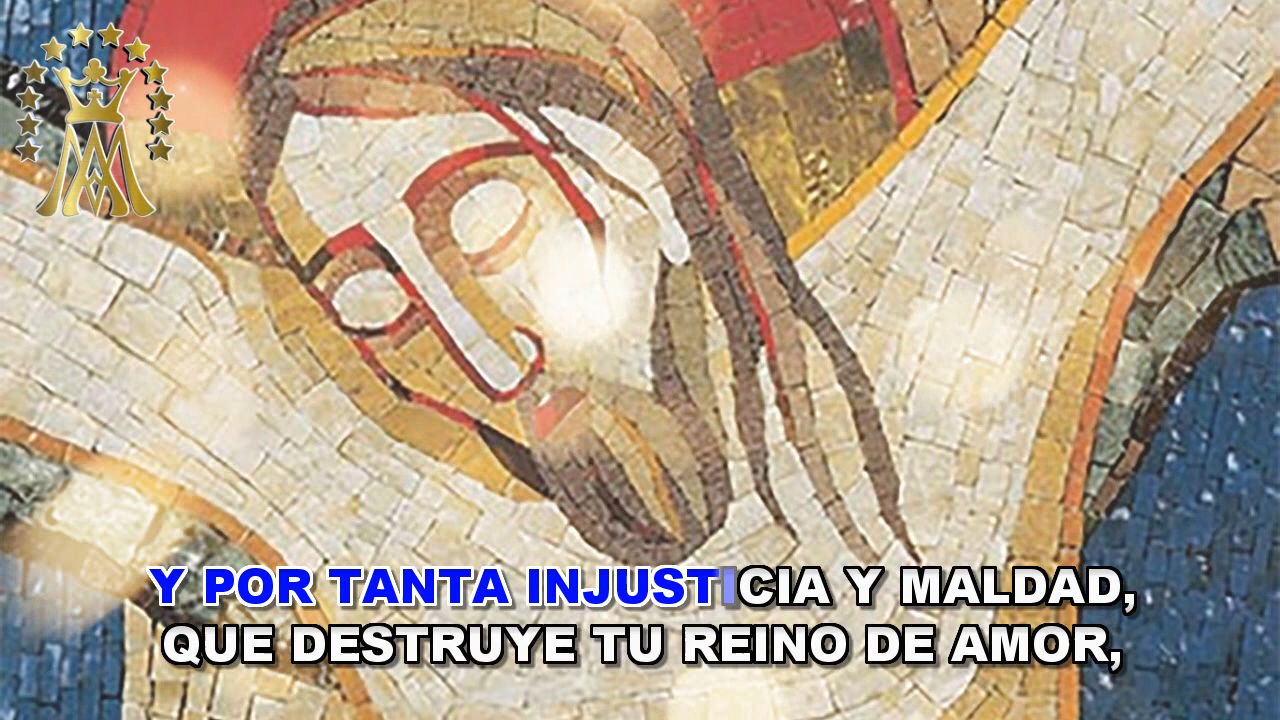 Y POR TANTA INJUSTICIA Y MALDAD,
QUE DESTRUYE TU REINO DE AMOR,